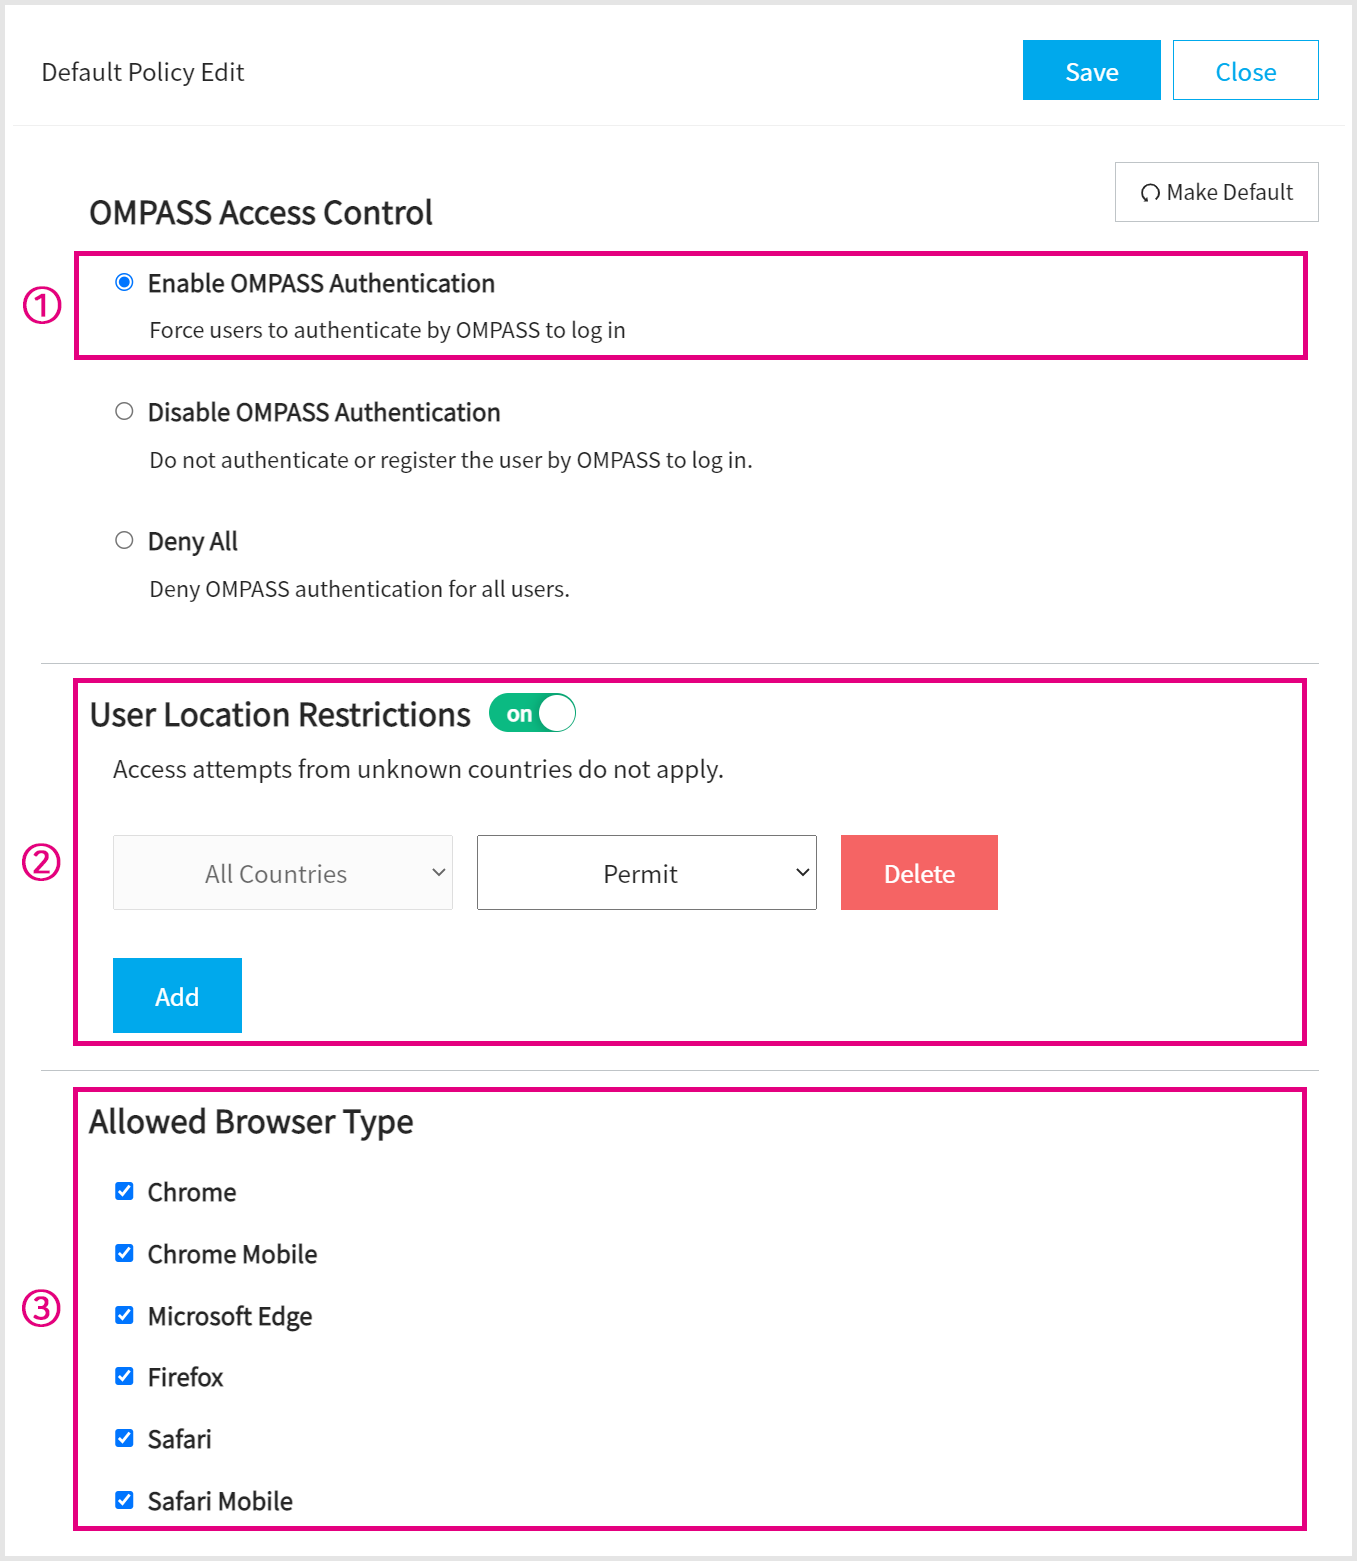 Default Policy Edit
Save
Close
Make Default
OMPASS Access Control
①
Enable OMPASS Authentication
Force users to authenticate by OMPASS to log in
Disable OMPASS Authentication
Do not authenticate or register the user by OMPASS to log in.
Deny All
Deny OMPASS authentication for all users.
User Location Restrictions
on
Access attempts from unknown countries do not apply.
②
All Countries
Permit
Delete
Add
Allowed Browser Type
Chrome
Chrome Mobile
③
Microsoft Edge
Firefox
Safari
Safari Mobile